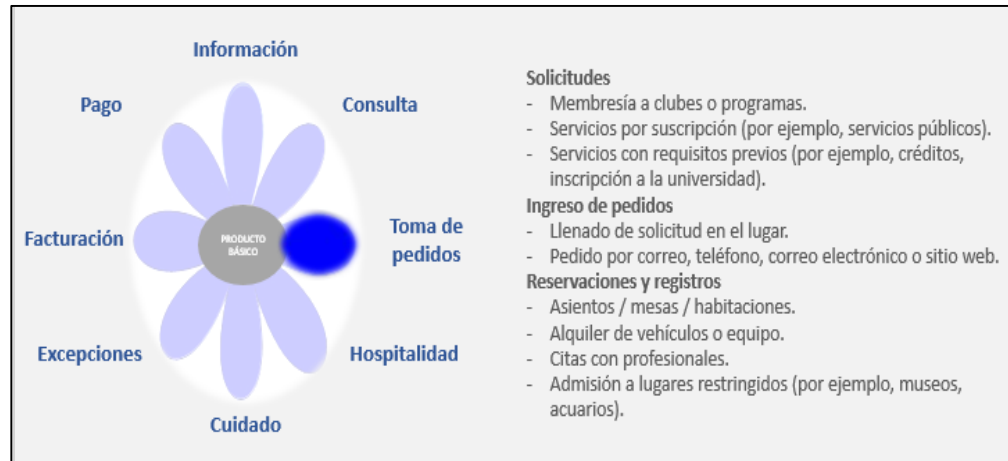 Información
Pago
Consulta
Facturación
PRODUCTO
BÁSICO
Toma de
pedidos
Excepciones
Hospitalidad
Cuidado
Solicitudes
- Membresía a clubes o programas.
- Servicios por suscripción (por ejemplo, servicios públicos).
- Servicios con requisitos previos (por ejemplo, créditos,
inscripción a la universidad).
Ingreso de pedidos
- Llenado de solicitud en el lugar.
- Pedido por correo, teléfono, correo electrónico o sitio web.
Reservaciones y registros
- Asientos / mesas / habitaciones.
- Alquiler de vehículos o equipo.
- Citas con profesionales.
- Admisión a lugares restringidos (por ejemplo, museos,
acuarios).